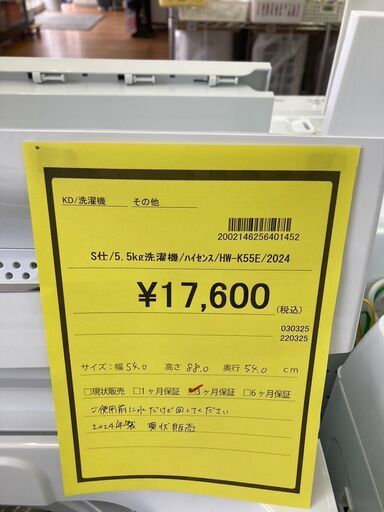 KD/洗濯機 その他
2002146256401452
S仕/5.5kg洗濯機/ﾊｲｾﾝｽ/HW-K55E/2024
¥17,600(税込)
030325
220325
サイズ:幅 54.0 高さ 88.0 奥行 54.0 cm
□現状販売 □1ヶ月保証 ☑3ヶ月保証 □6ヶ月保証
ご使用前に水だけで回してください
2024年製 現状販売